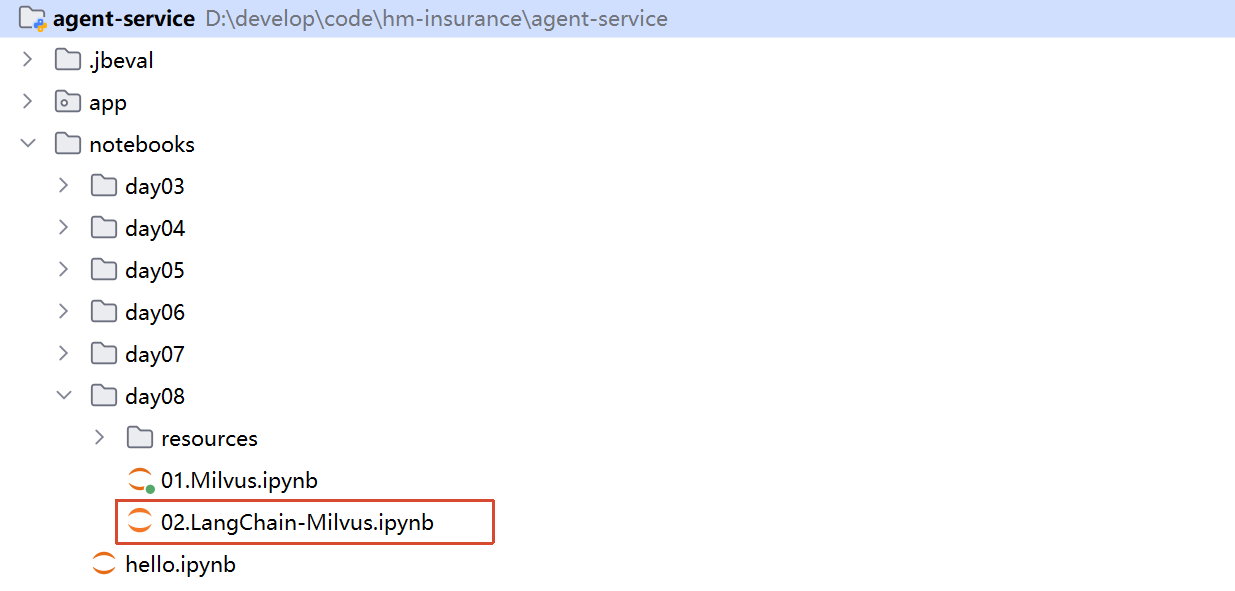 agent-service D:\develop\code\hm-insurance\agent-service
.jbeval
app
notebooks
day03
day04
day05
day06
day07
day08
resources
01.Milvus.ipynb
02.LangChain-Milvus.ipynb
hello.ipynb